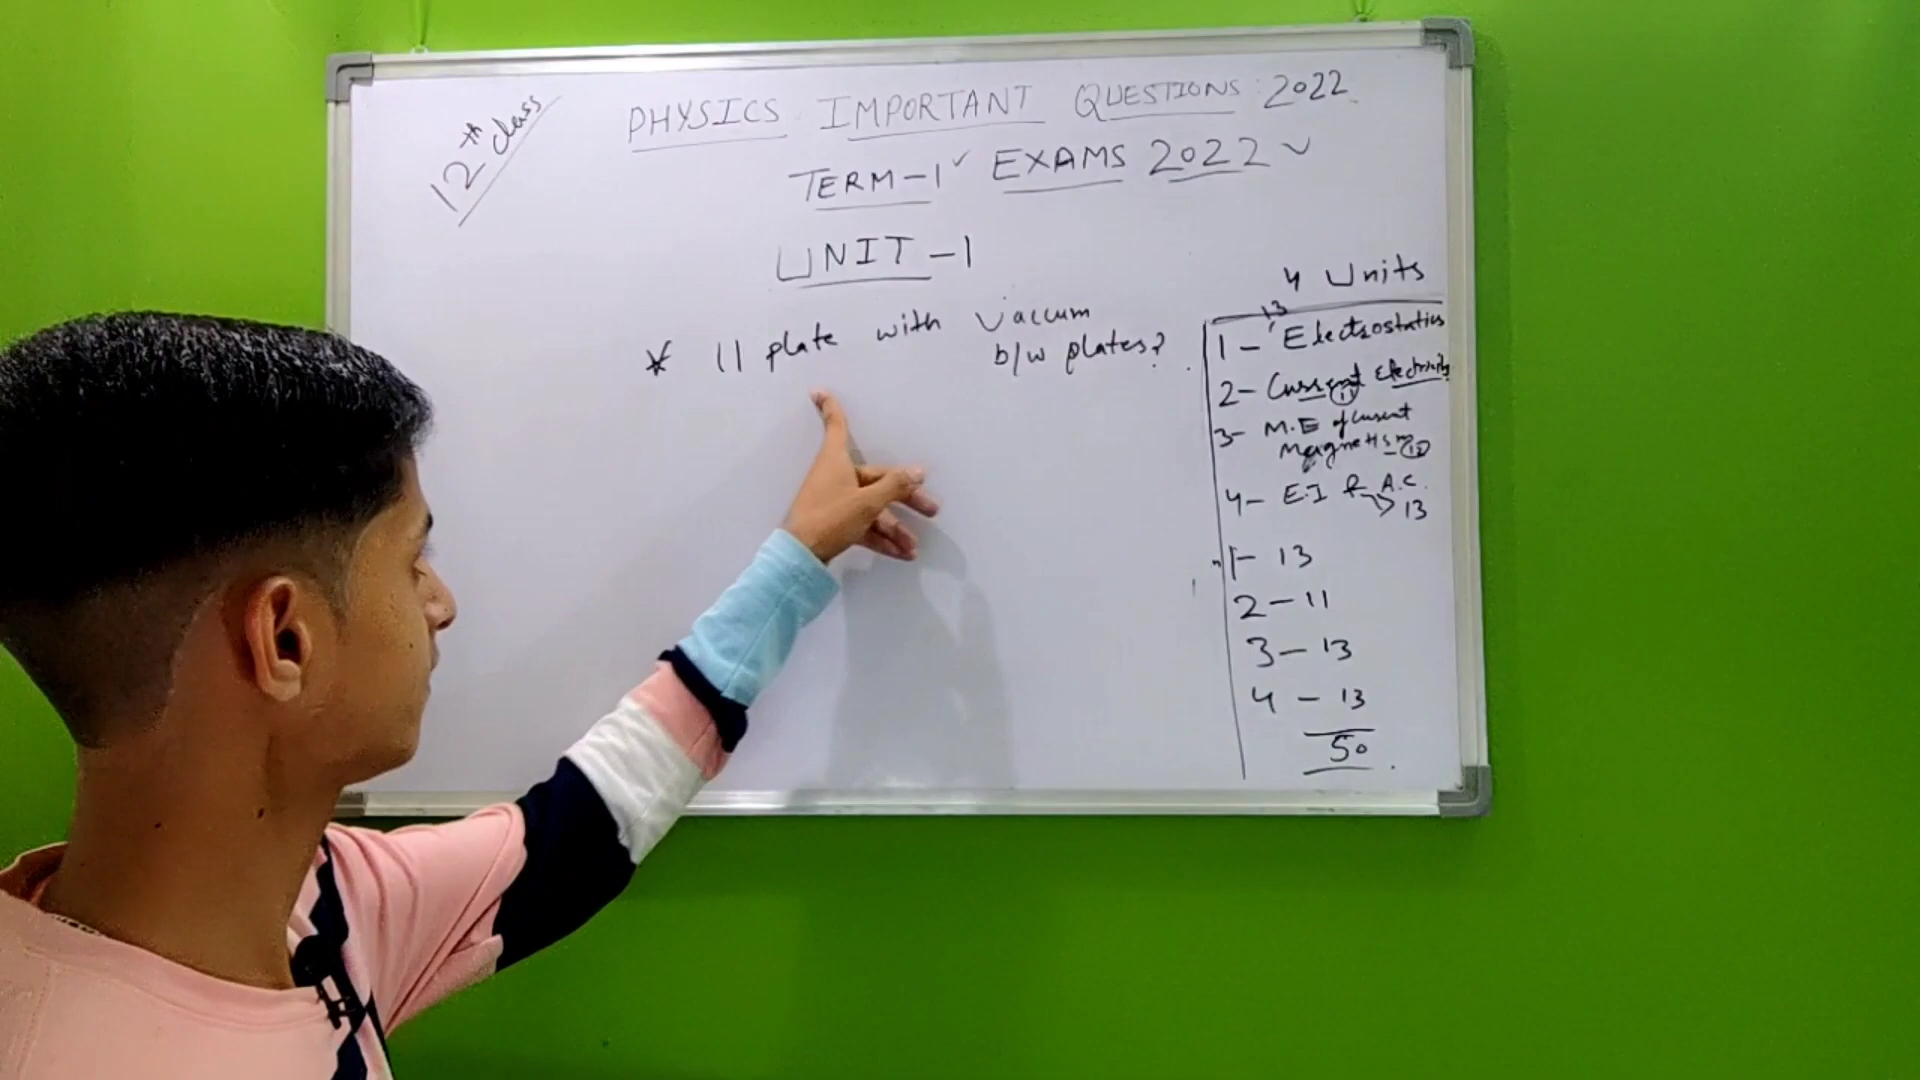 12th class
PHYSICS IMPORTANT QUESTIONS : 2022
TERM-1 ✓ EXAMS 2022 ✓
UNIT-1
* || plate with Vaccum
b/w plates?
4 Units
13
1 - Electrostatics
2 - Current Electricity
11
3 - M.E of Current
Magnetism - 12
4 - E.I & A.C.
→ 13
1 - 13
2 - 11
3 - 13
4 - 13
50